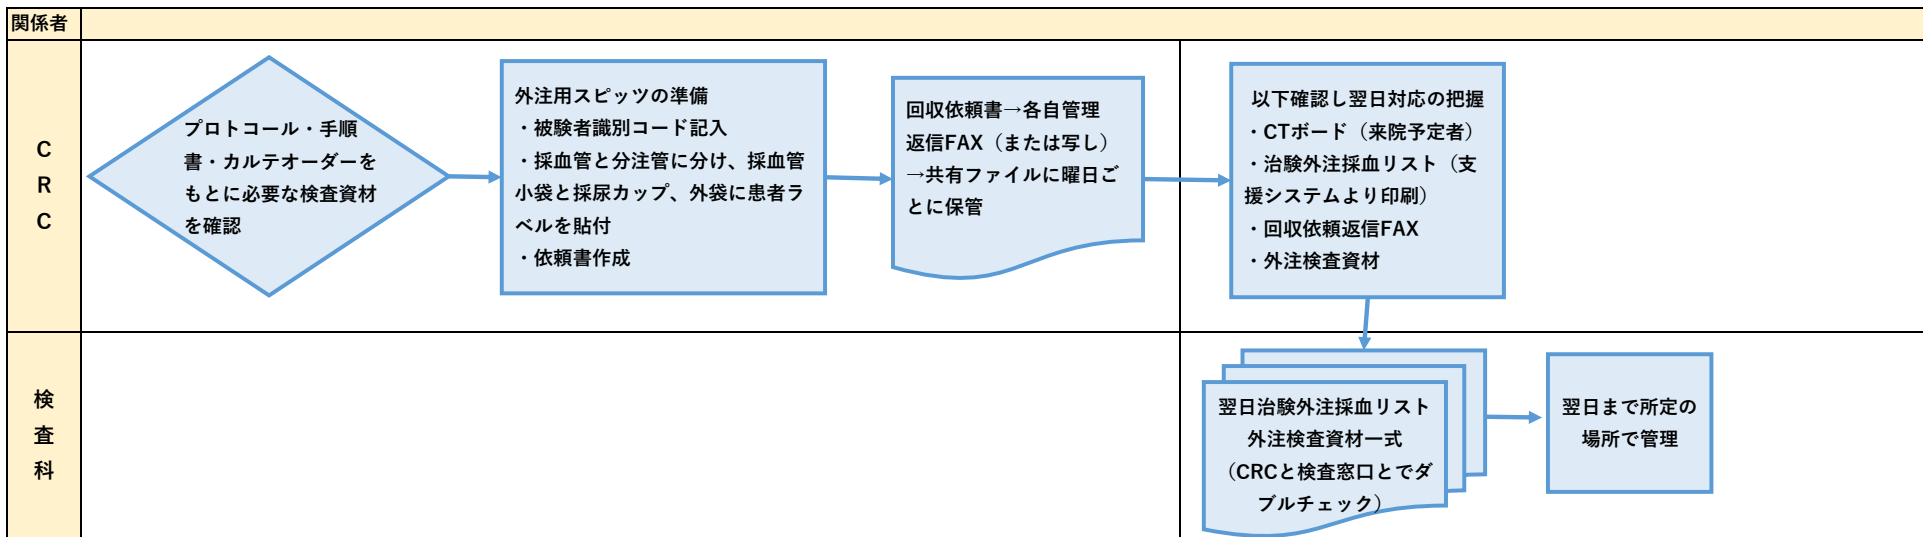 関係者
CRC
プロトコール・手順
書・カルテオーダーを
もとに必要な検査資材
を確認
外注用スピッツの準備
・被験者識別コード記入
・採血管と分注管に分け、採血管
小袋と採尿カップ、外袋に患者ラ
ベルを貼付
・依頼書作成
回収依頼書→各自管理
返信FAX（または写し）
→共有ファイルに曜日ご
とに保管
以下確認し翌日対応の把握
・CTボード（来院予定者）
・治験外注採血リスト（支
援システムより印刷）
・回収依頼返信FAX
・外注検査資材
検査科
翌日治験外注採血リスト
外注検査資材一式
（CRCと検査窓口とでダ
ブルチェック）
翌日まで所定の
場所で管理